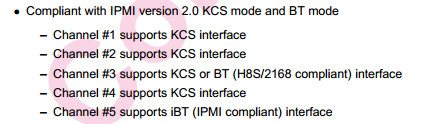 • Compliant with IPMI version 2.0 KCS mode and BT mode
– Channel #1 supports KCS interface
– Channel #2 supports KCS interface
– Channel #3 supports KCS or BT (H8S/2168 compliant) interface
– Channel #4 supports KCS interface
– Channel #5 supports iBT (IPMI compliant) interface